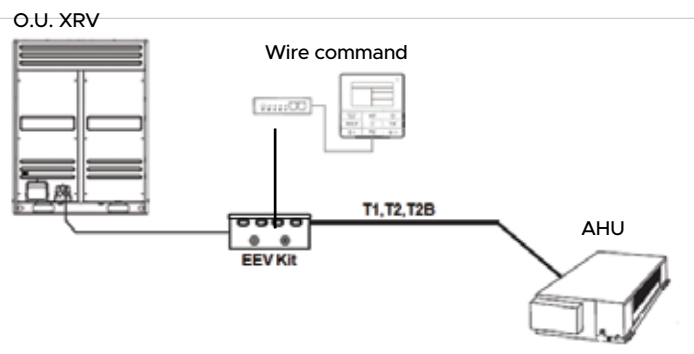 O.U. XRV
Wire command
T1,T2,T2B
AHU
EEV Kit